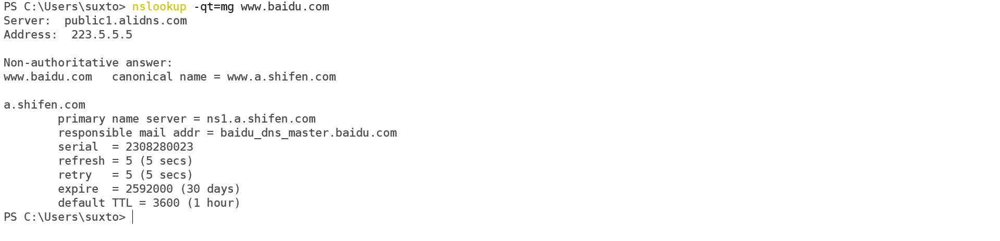 PS C:\Users\suxto> nslookup -qt=mg www.baidu.com
Server:  public1.alidns.com
Address:  223.5.5.5

Non-authoritative answer:
www.baidu.com   canonical name = www.a.shifen.com

a.shifen.com
        primary name server = ns1.a.shifen.com
        responsible mail addr = baidu_dns_master.baidu.com
        serial  = 2308280023
        refresh = 5 (5 secs)
        retry   = 5 (5 secs)
        expire  = 2592000 (30 days)
        default TTL = 3600 (1 hour)
PS C:\Users\suxto>